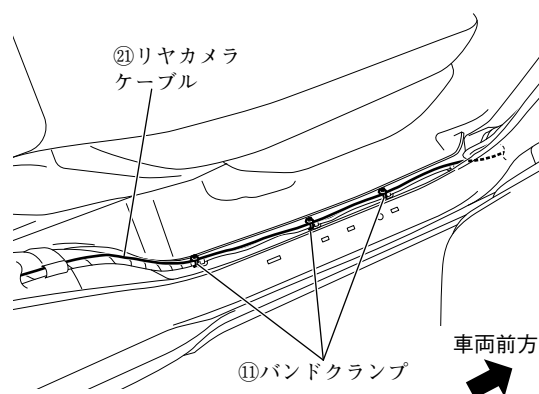 ㉑リヤカメラ
ケーブル
⑪バンドクランプ
車両前方